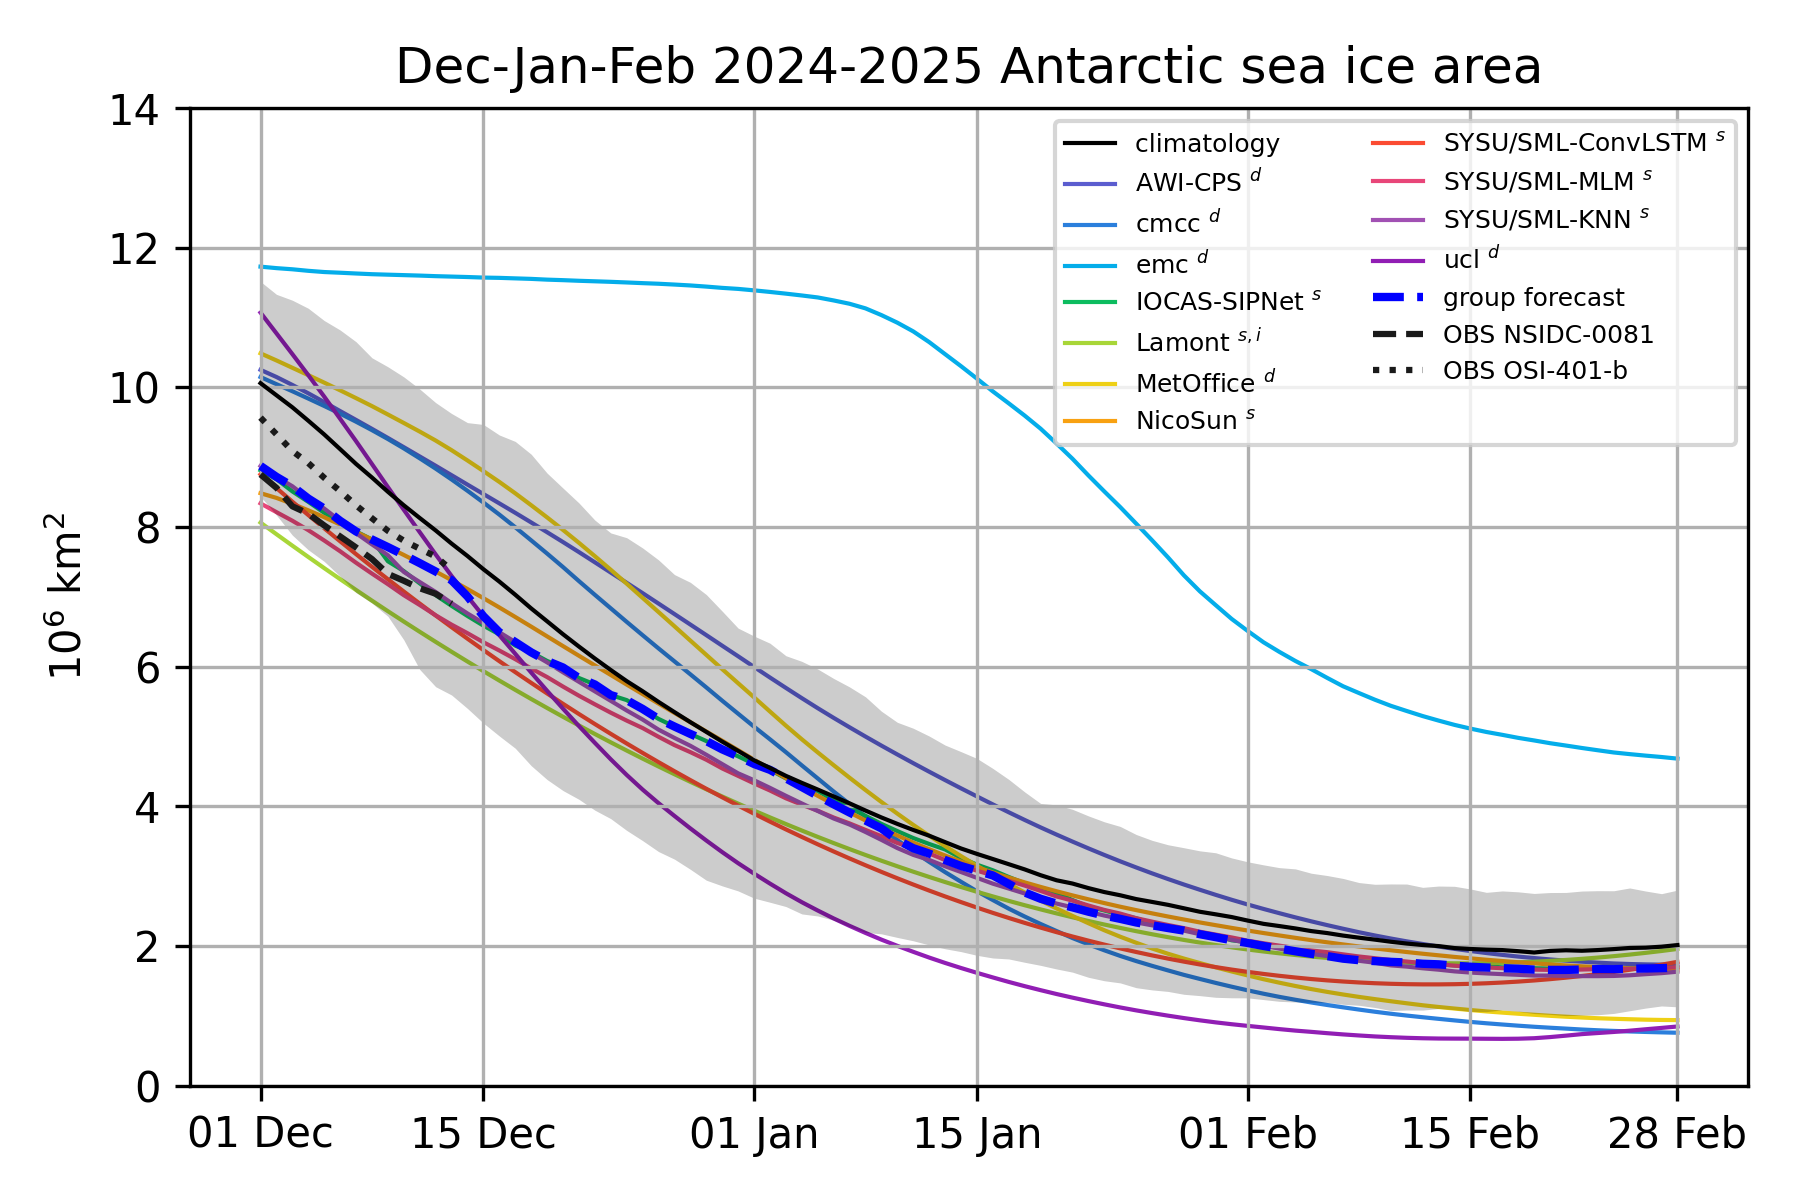 Dec-Jan-Feb 2024-2025 Antarctic sea ice area
14
12
10
8
6
4
2
0
10⁶ km²
climatology
AWI-CPS ᵈ
cmcc ᵈ
emc ᵈ
IOCAS-SIPNet ˢ
Lamont ˢ,ⁱ
MetOffice ᵈ
NicoSun ˢ
SYSU/SML-ConvLSTM ˢ
SYSU/SML-MLM ˢ
SYSU/SML-KNN ˢ
ucl ᵈ
group forecast
OBS NSIDC-0081
OBS OSI-401-b
01 Dec 15 Dec 01 Jan 15 Jan 01 Feb 15 Feb 28 Feb